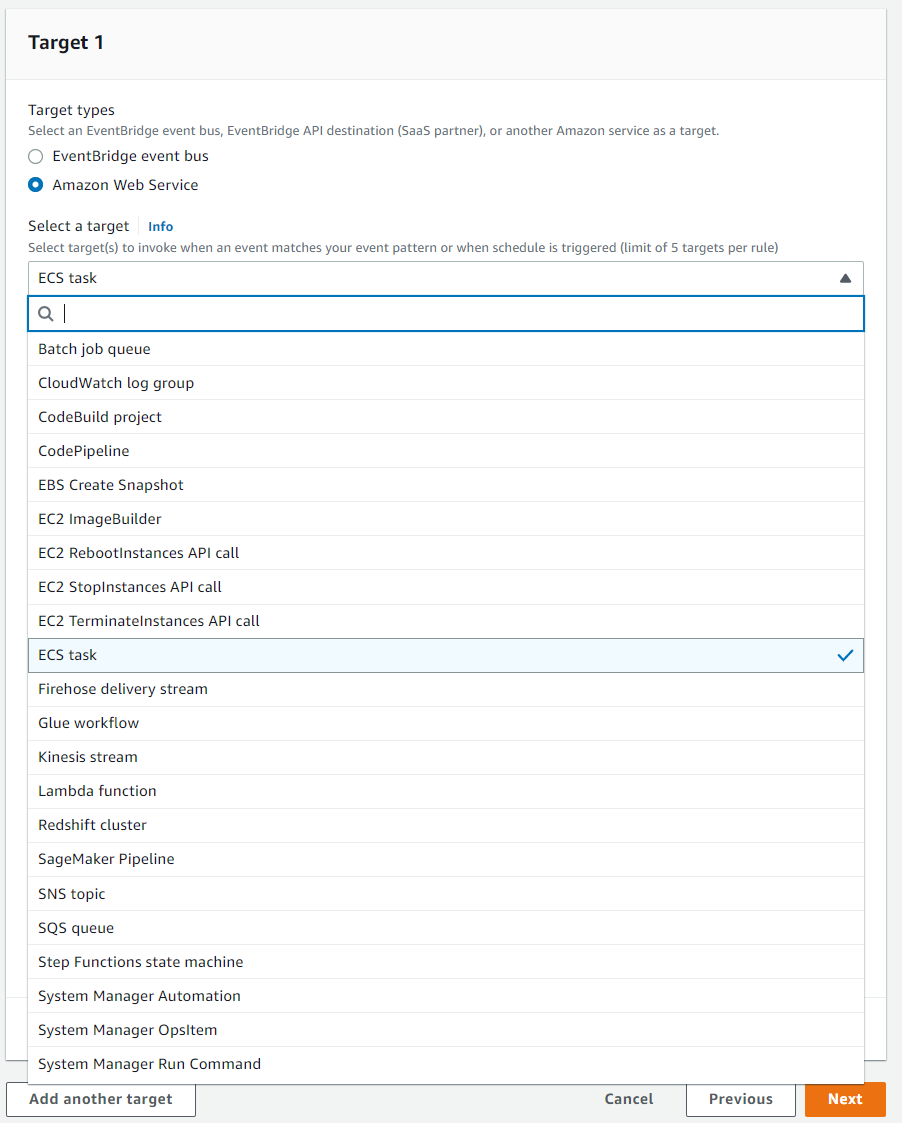 Target 1
Target types
Select an EventBridge event bus, EventBridge API destination (SaaS partner), or another Amazon service as a target.
EventBridge event bus
Amazon Web Service
Select a target Info
Select target(s) to invoke when an event matches your event pattern or when schedule is triggered (limit of 5 targets per rule)
ECS task
Batch job queue
CloudWatch log group
CodeBuild project
CodePipeline
EBS Create Snapshot
EC2 ImageBuilder
EC2 RebootInstances API call
EC2 StopInstances API call
EC2 TerminateInstances API call
ECS task
Firehose delivery stream
Glue workflow
Kinesis stream
Lambda function
Redshift cluster
SageMaker Pipeline
SNS topic
SQS queue
Step Functions state machine
System Manager Automation
System Manager OpsItem
System Manager Run Command
Add another target Cancel Previous Next